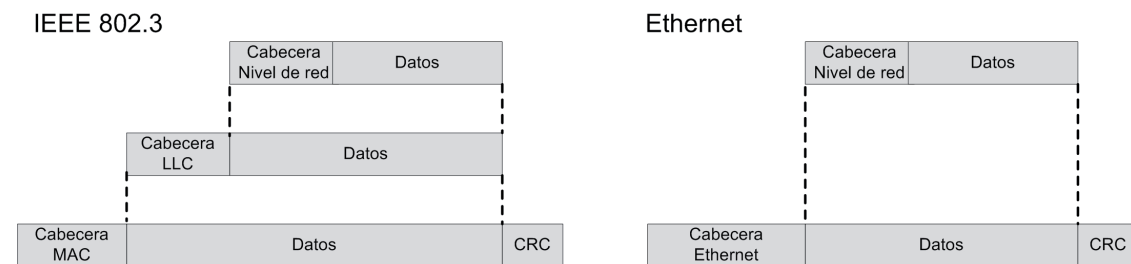 IEEE 802.3
Cabecera
Nivel de red
Datos
Cabecera
LLC
Datos
Cabecera
MAC
Datos
CRC
Ethernet
Cabecera
Nivel de red
Datos
Cabecera
Ethernet
Datos
CRC